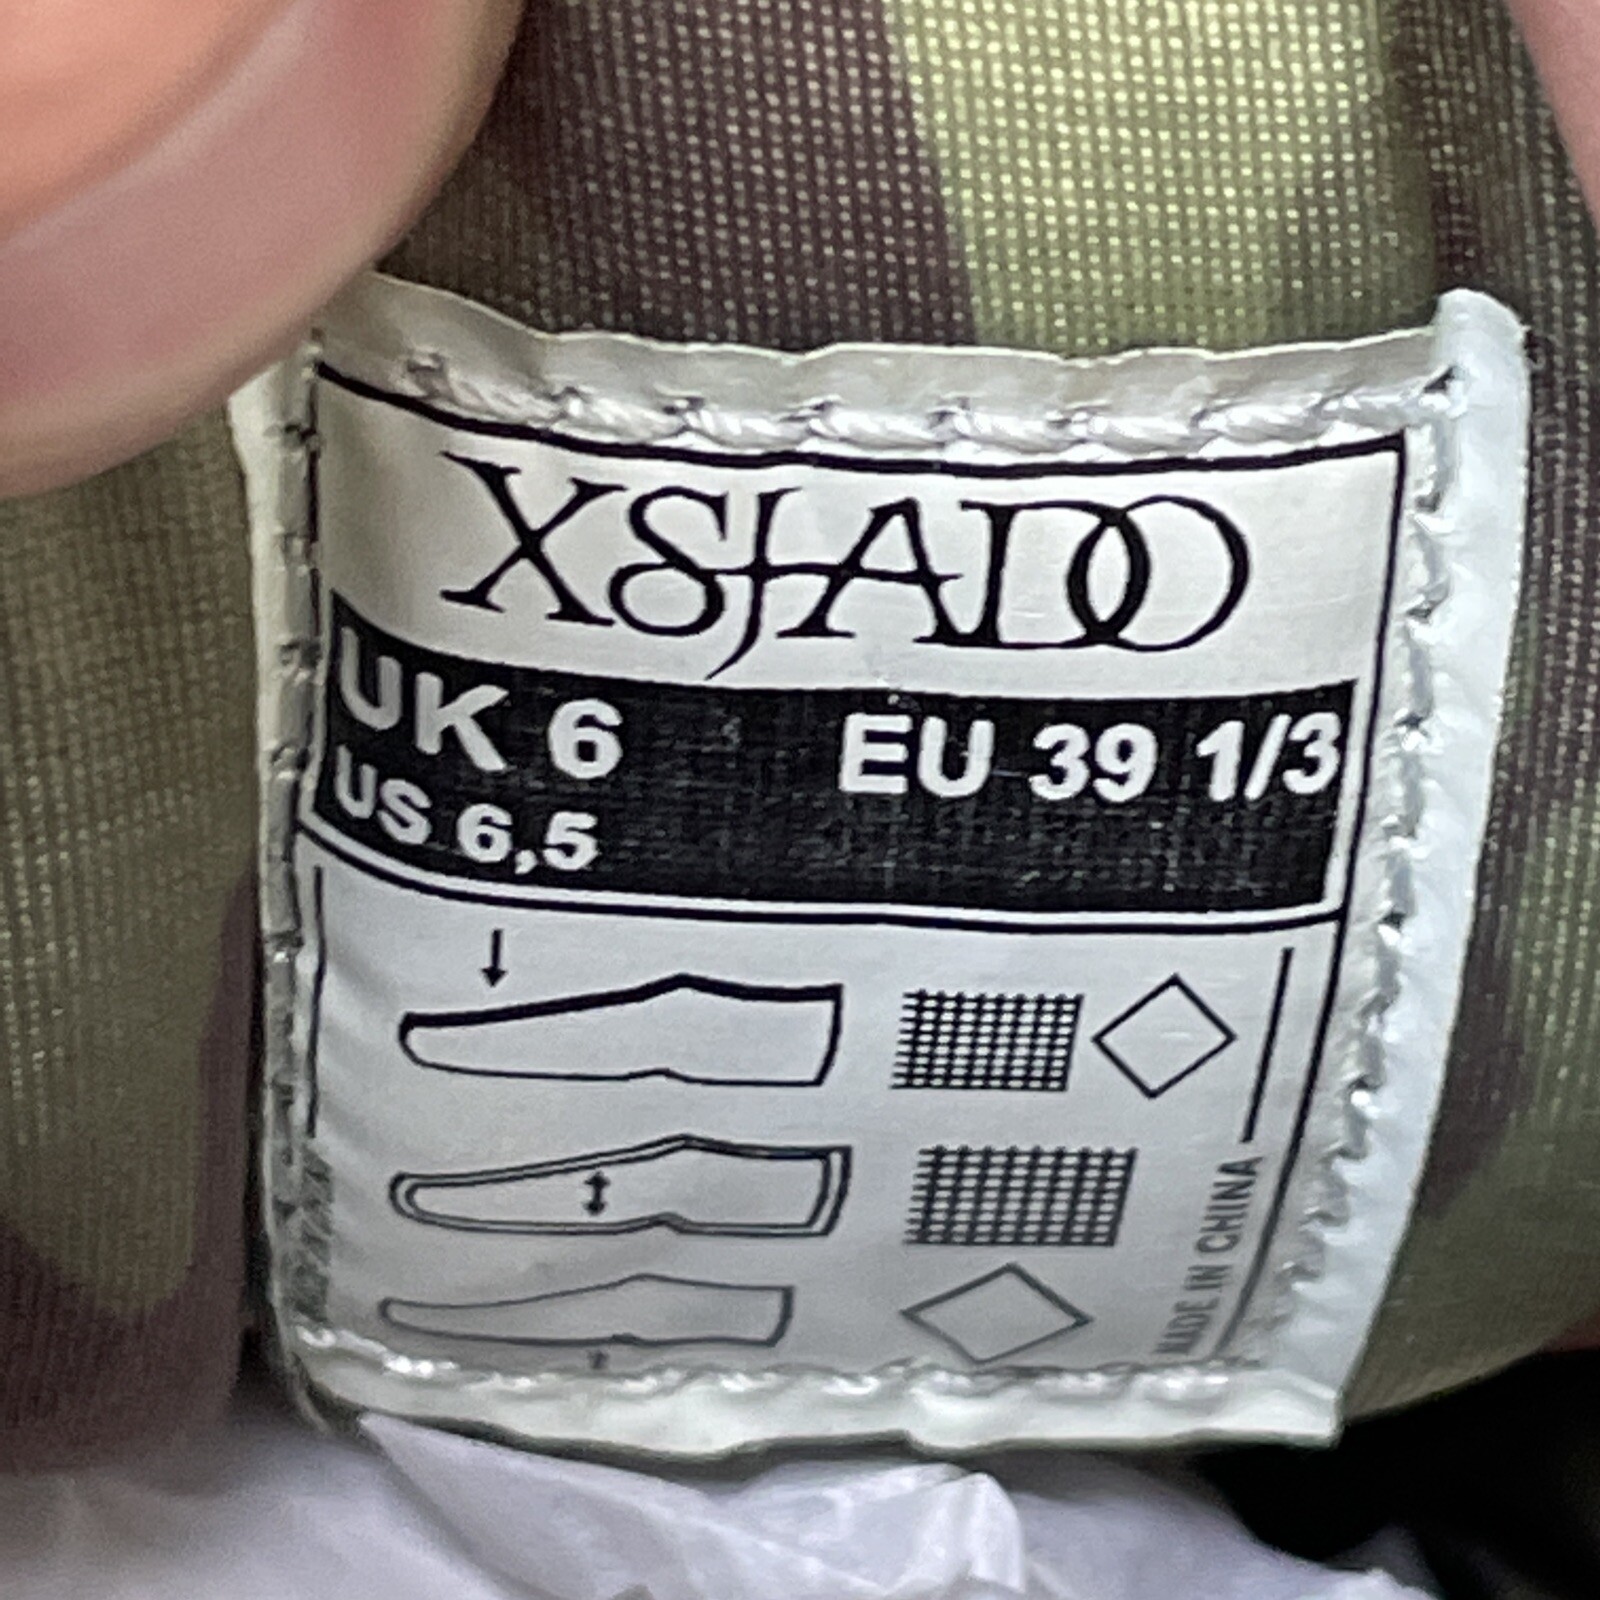 XSJADO
UK 6 EU 39 1/3
US 6,5
MADE IN CHINA